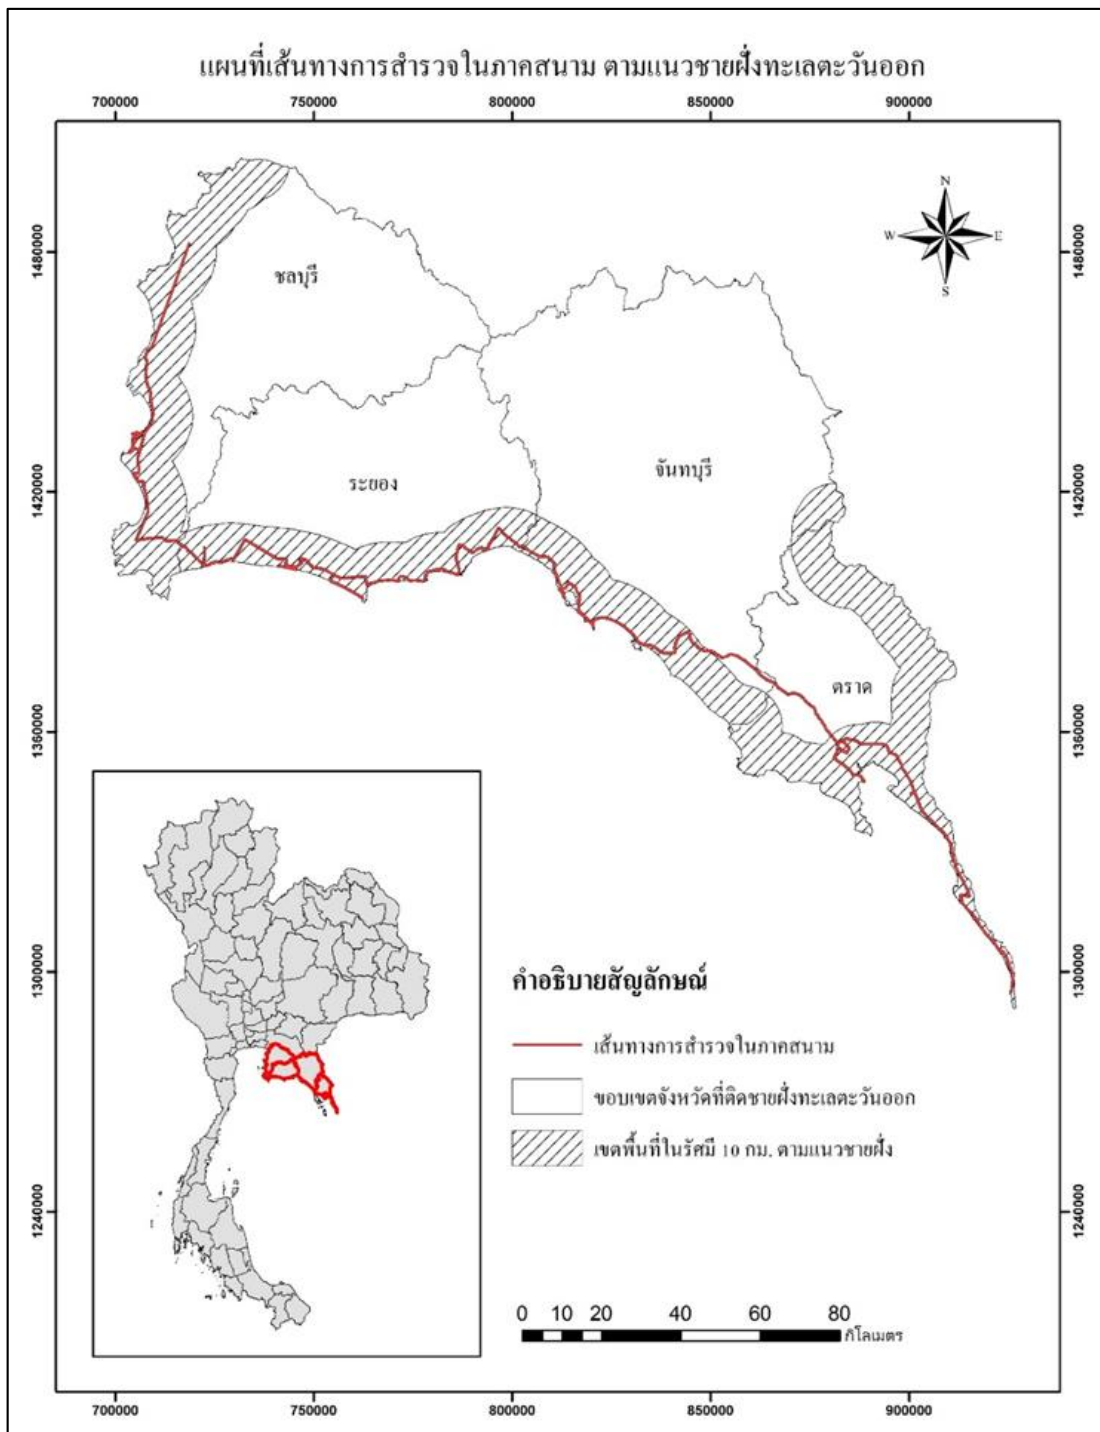 แผนที่เส้นทางการสำรวจในภาคสนาม ตามแนวชายฝั่งทะเลตะวันออก
700000 750000 800000 850000 900000
N
W E
S
1480000 1480000
ชลบุรี
จันทบุรี
ระยอง
1420000 1420000
ตราด
1360000 1360000
1300000 1300000
คำอธิบายสัญลักษณ์
เส้นทางการสำรวจในภาคสนาม
ขอบเขตจังหวัดที่ติดชายฝั่งทะเลตะวันออก
เขตพื้นที่ในรัศมี 10 กม. ตามแนวชายฝั่ง
1240000 1240000
0 10 20 40 60 80
กิโลเมตร
700000 750000 800000 850000 900000